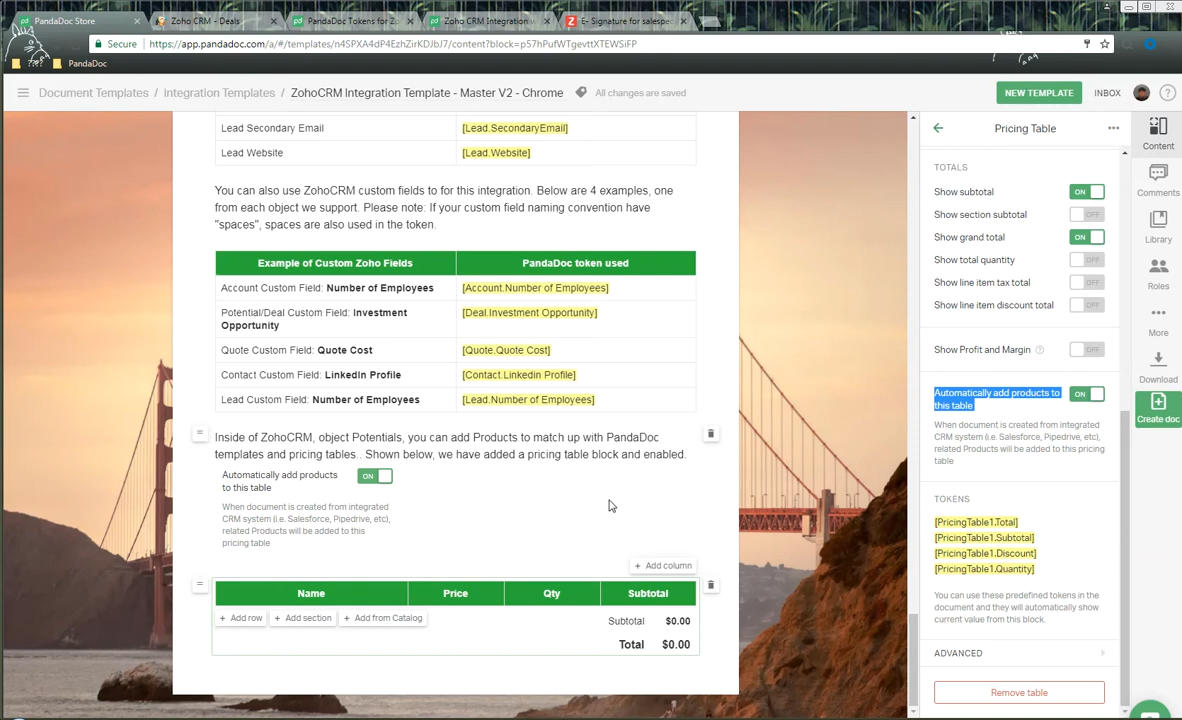 PandaDoc Store
Zoho CRM - Deals
PandaDoc Tokens for Zo
Zoho CRM Integration w
E- Signature for salespe
Secure
https://app.pandadoc.com/a/#/templates/n4SPXA4dP4EzhZirKDJbJ7/content?block=p57hPufWTgevttXTEWSiFP
????
PandaDoc
Document Templates / Integration Templates / ZohoCRM Integration Template - Master V2 - Chrome
All changes are saved
NEW TEMPLATE
INBOX
?
Lead Secondary Email [Lead.SecondaryEmail]
Lead Website [Lead.Website]
You can also use ZohoCRM custom fields to for this integration. Below are 4 examples, one
from each object we support. Please note: If your custom field naming convention have
"spaces", spaces are also used in the token.
Example of Custom Zoho Fields PandaDoc token used
Account Custom Field: Number of Employees [Account.Number of Employees]
Potential/Deal Custom Field: Investment [Deal.Investment Opportunity]
Opportunity
Quote Custom Field: Quote Cost [Quote.Quote Cost]
Contact Custom Field: Linkedin Profile [Contact.Linkedin Profile]
Lead Custom Field: Number of Employees [Lead.Number of Employees]
Inside of ZohoCRM, object Potentials, you can add Products to match up with PandaDoc
templates and pricing tables.. Shown below, we have added a pricing table block and enabled.
Automatically add products
to this table
ON
When document is created from integrated
CRM system (i.e. Salesforce, Pipedrive, etc),
related Products will be added to this
pricing table
+ Add column
Name Price Qty Subtotal
+ Add row + Add section + Add from Catalog
Subtotal $0.00
Total $0.00
Pricing Table
TOTALS
Show subtotal ON
Show section subtotal OFF
Show grand total ON
Show total quantity OFF
Show line item tax total OFF
Show line item discount total OFF
Show Profit and Margin ? OFF
Automatically add products to
this table
ON
When document is created from integrated
CRM system (i.e. Salesforce, Pipedrive, etc),
related Products will be added to this pricing
table
TOKENS
[PricingTable1.Total]
[PricingTable1.Subtotal]
[PricingTable1.Discount]
[PricingTable1.Quantity]
You can use these predefined tokens in the
document and they will automatically show
current value from this block.
ADVANCED
Remove table
Content
Comments
Library
Roles
More
Download
Create doc